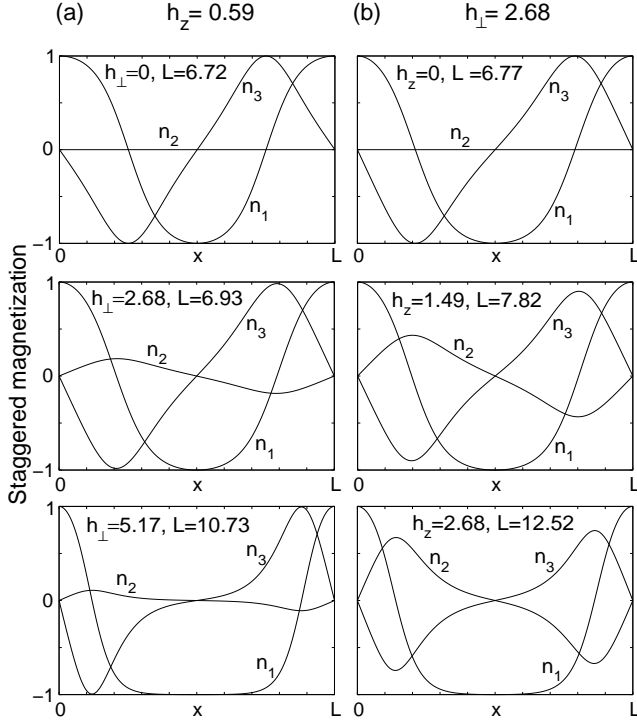 (a) h_z= 0.59 (b) h_⊥= 2.68
h_⊥=0, L=6.72
n_3
n_2
n_1
1
0
−1
0 x L
h_z=0, L=6.77
n_3
n_2
n_1
0 x L
Staggered magnetization
h_⊥=2.68, L=6.93
n_3
n_2
n_1
1
0
−1
0 x L
h_z=1.49, L=7.82
n_3
n_2
n_1
0 x L
h_⊥=5.17, L=10.73
n_3
n_2
n_1
1
0
−1
0 x L
h_z=2.68, L=12.52
n_2
n_3
n_1
0 x L